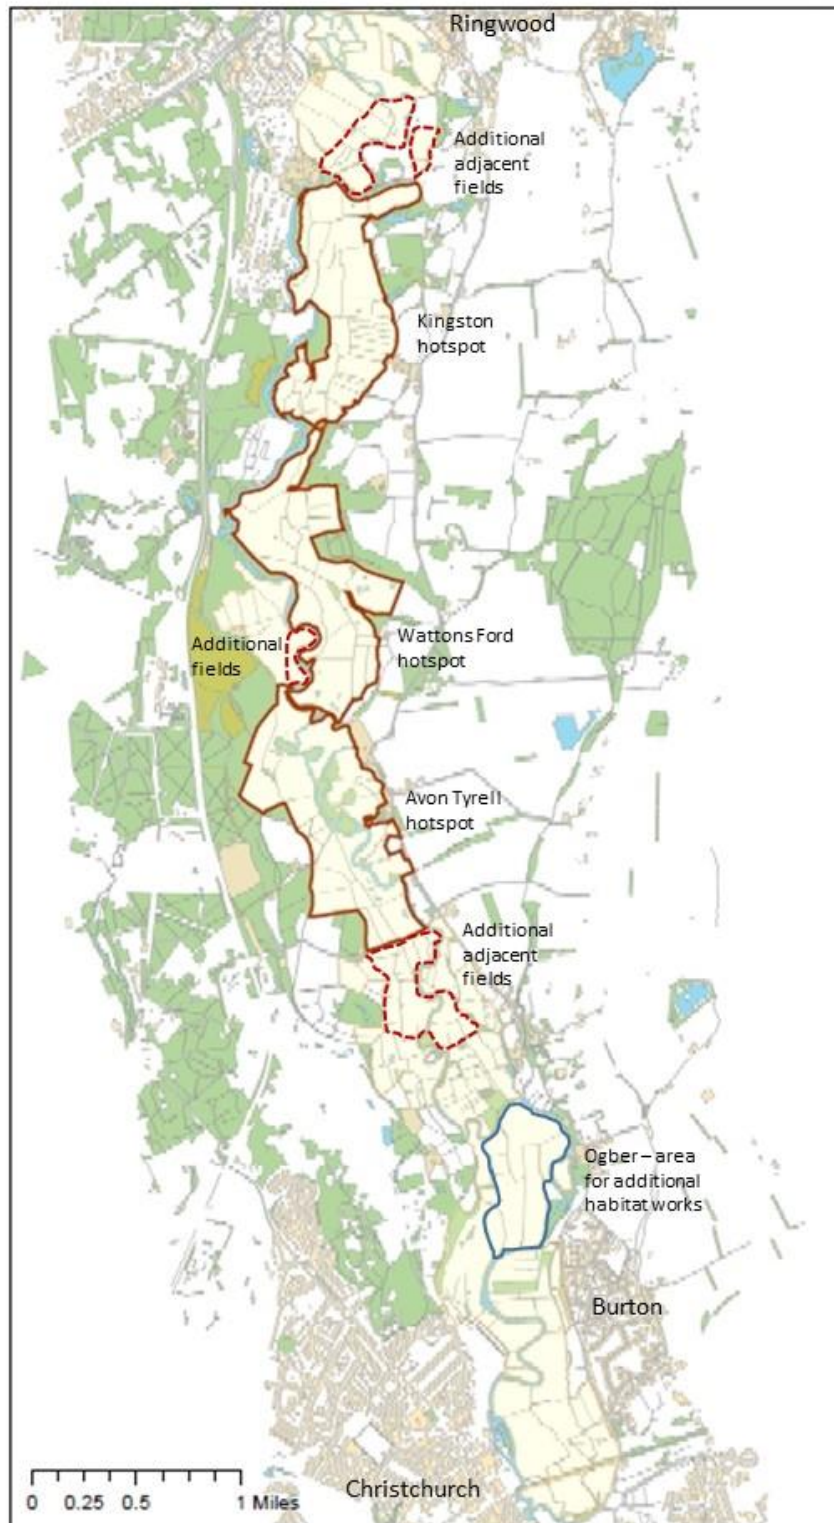 Ringwood
Additional
adjacent
fields
Kingston
hotspot
Additional
fields
Wattons Ford
hotspot
Avon Tyrell
hotspot
Additional
adjacent
fields
Ogber – area
for additional
habitat works
Burton
Christchurch
0 0.25 0.5 1 Miles